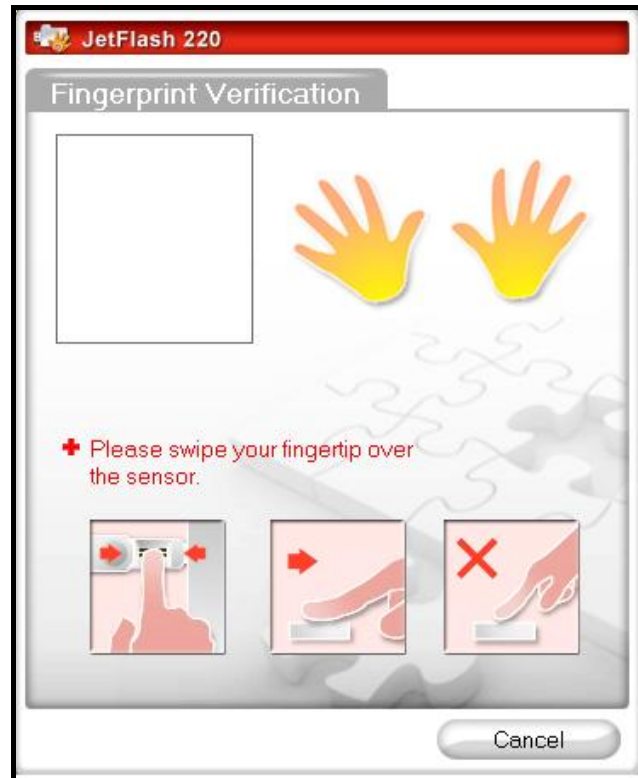 JetFlash 220
Fingerprint Verification
Please swipe your fingertip over
the sensor.
Cancel